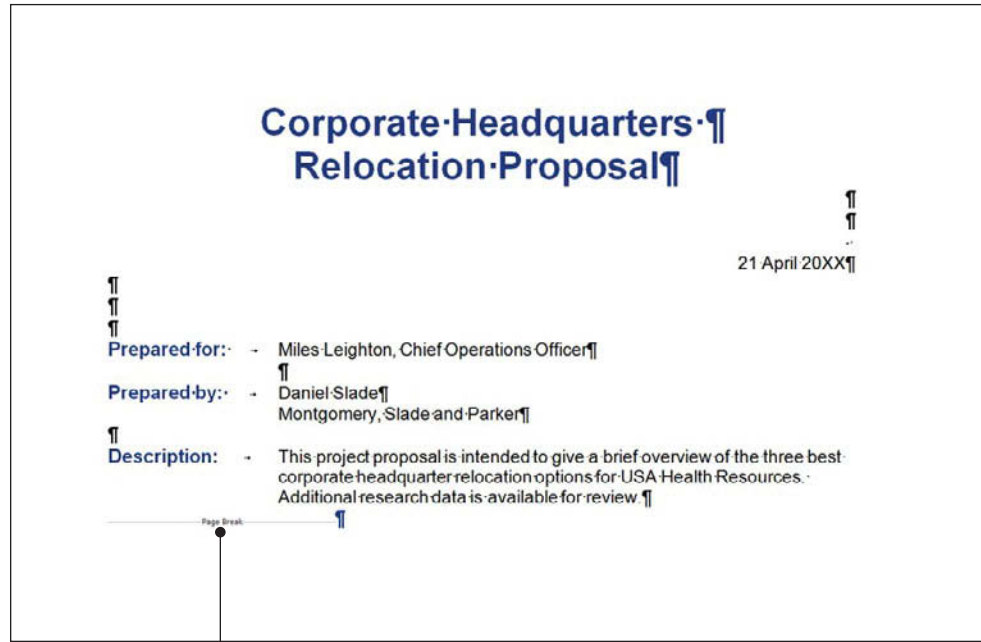 Corporate·Headquarters·¶
Relocation·Proposal¶
¶
¶
21·April·20XX¶
¶
¶
¶
Prepared·for:· → Miles·Leighton,·Chief·Operations·Officer¶
¶
Prepared·by:· → Daniel·Slade¶
Montgomery,·Slade·and·Parker¶
¶
Description: → This·project·proposal·is·intended·to·give·a·brief·overview·of·the·three·best·
corporate·headquarter·relocation·options·for·USA·Health·Resources.·
Additional·research·data·is·available·for·review.¶
Page Break¶